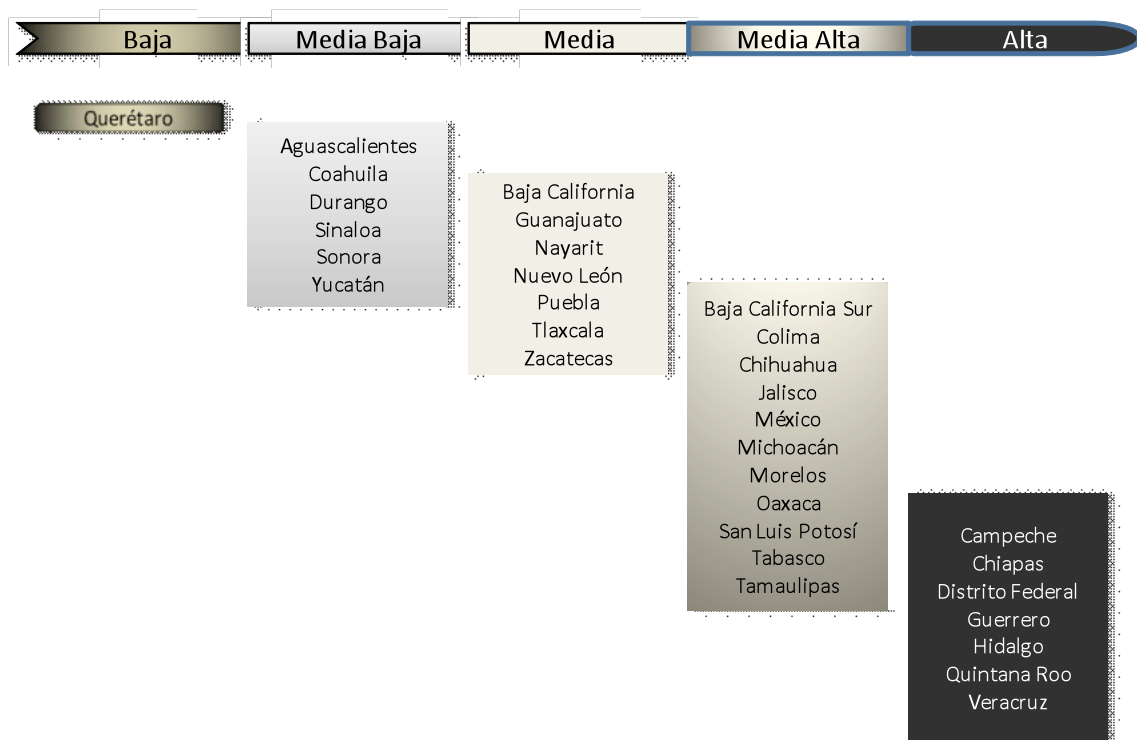 Baja
Media Baja
Media
Media Alta
Alta
Querétaro
Aguascalientes
Coahuila
Durango
Sinaloa
Sonora
Yucatán
Baja California
Guanajuato
Nayarit
Nuevo León
Puebla
Tlaxcala
Zacatecas
Baja California Sur
Colima
Chihuahua
Jalisco
México
Michoacán
Morelos
Oaxaca
San Luis Potosí
Tabasco
Tamaulipas
Campeche
Chiapas
Distrito Federal
Guerrero
Hidalgo
Quintana Roo
Veracruz